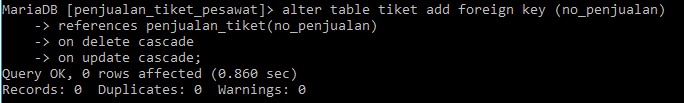 MariaDB [penjualan_tiket_pesawat]> alter table tiket add foreign key (no_penjualan)
    -> references penjualan_tiket(no_penjualan)
    -> on delete cascade
    -> on update cascade;
Query OK, 0 rows affected (0.860 sec)
Records: 0  Duplicates: 0  Warnings: 0